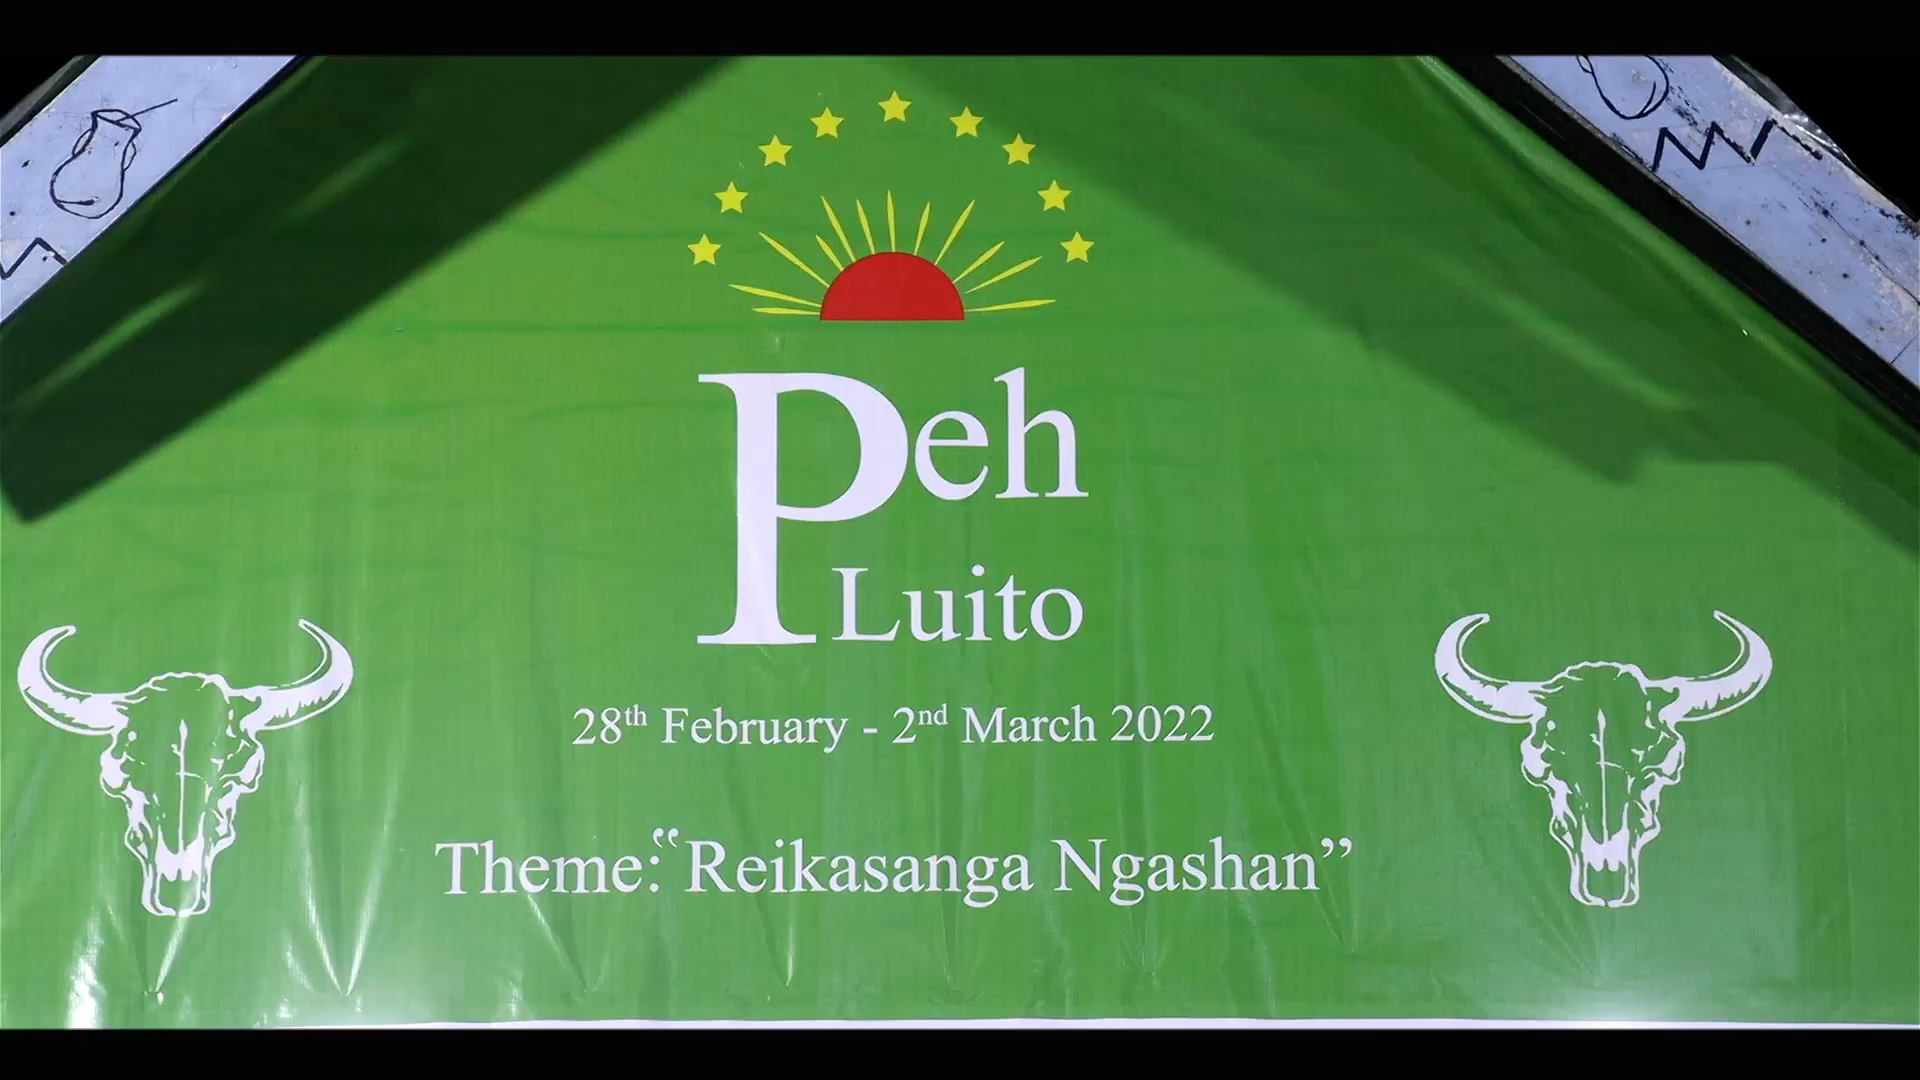 Peh
Luito
28th February - 2nd March 2022
Theme:“Reikasanga Ngashan”